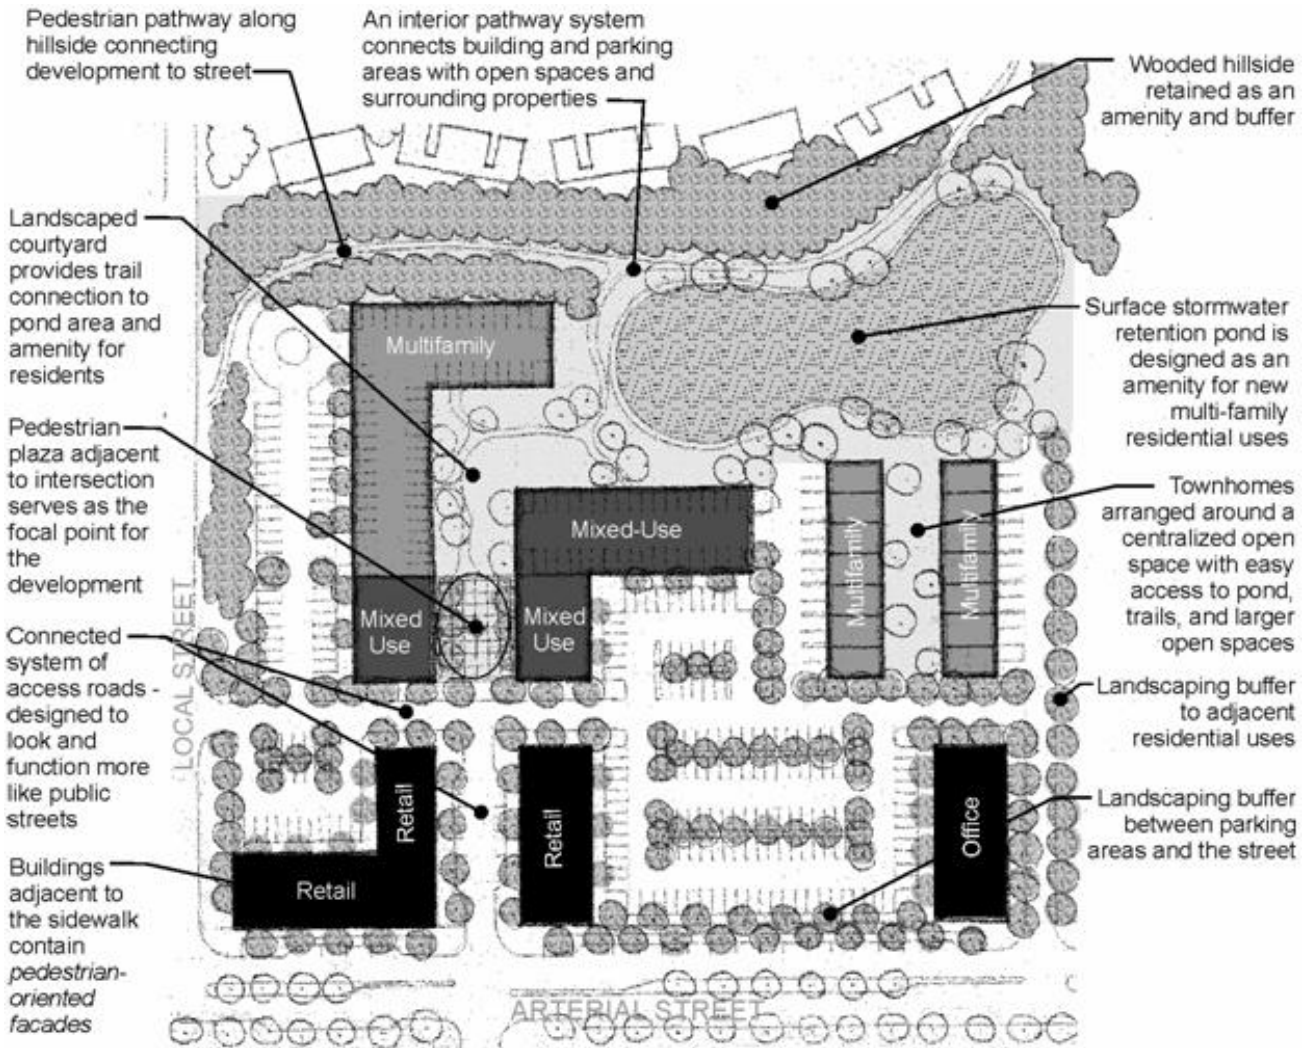 Pedestrian pathway along
hillside connecting
development to street
An interior pathway system
connects building and parking
areas with open spaces and
surrounding properties
Wooded hillside
retained as an
amenity and buffer
Landscaped
courtyard
provides trail
connection to
pond area and
amenity for
residents
Pedestrian
plaza adjacent
to intersection
serves as the
focal point for
the
development
Connected
system of
access roads -
designed to
look and
function more
like public
streets
Buildings
adjacent to
the sidewalk
contain
pedestrian-
oriented
facades
Surface stormwater
retention pond is
designed as an
amenity for new
multi-family
residential uses
Townhomes
arranged around a
centralized open
space with easy
access to pond,
trails, and larger
open spaces
Landscaping buffer
to adjacent
residential uses
Landscaping buffer
between parking
areas and the street
Multifamily
Mixed-Use
Mixed
Use
Mixed
Use
Multifamily
Multifamily
Retail
Retail
Retail
Office
LOCAL STREET
ARTERIAL STREET